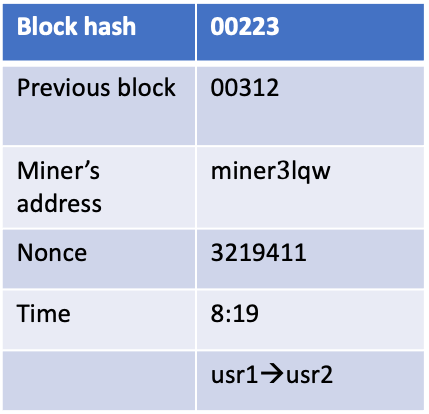 Block hash 00223
Previous block 00312
Miner's miner3lqw
address
Nonce 3219411
Time 8:19
usr1→usr2